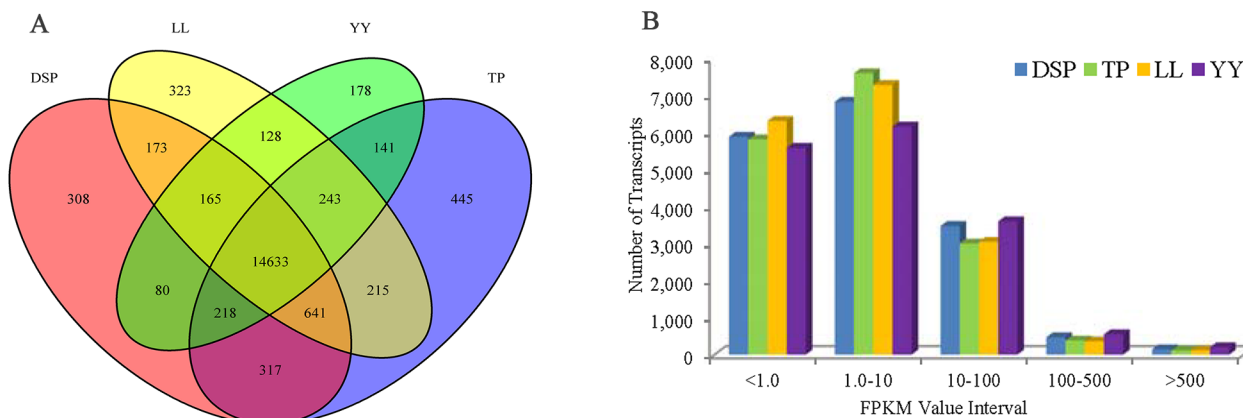 A
LL
YY
DSP
TP
323
178
173
128
141
308
165
243
445
14633
80
218
641
215
317
B
DSP TP LL YY
8,000
7,000
6,000
5,000
4,000
3,000
2,000
1,000
0
Number of Transcripts
<1.0 1.0-10 10-100 100-500 >500
FPKM Value Interval